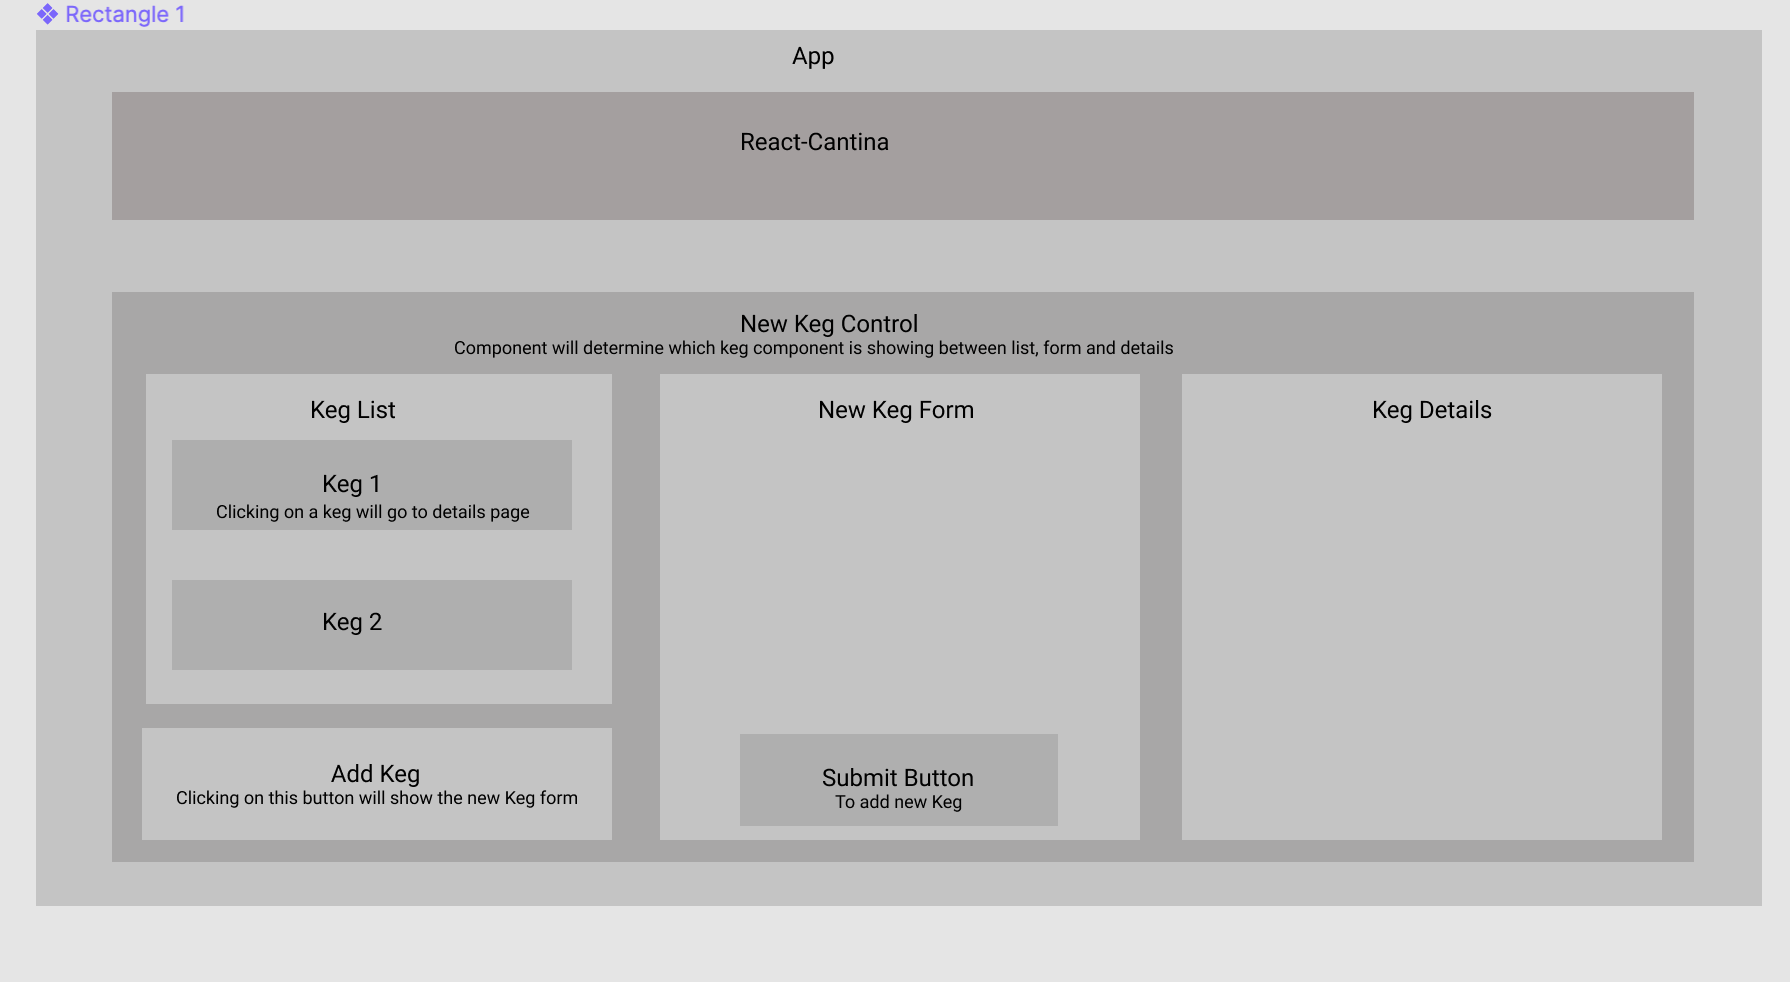 Rectangle 1
App
React-Cantina
New Keg Control
Component will determine which keg component is showing between list, form and details
Keg List
Keg 1
Clicking on a keg will go to details page
Keg 2
Add Keg
Clicking on this button will show the new Keg form
New Keg Form
Submit Button
To add new Keg
Keg Details